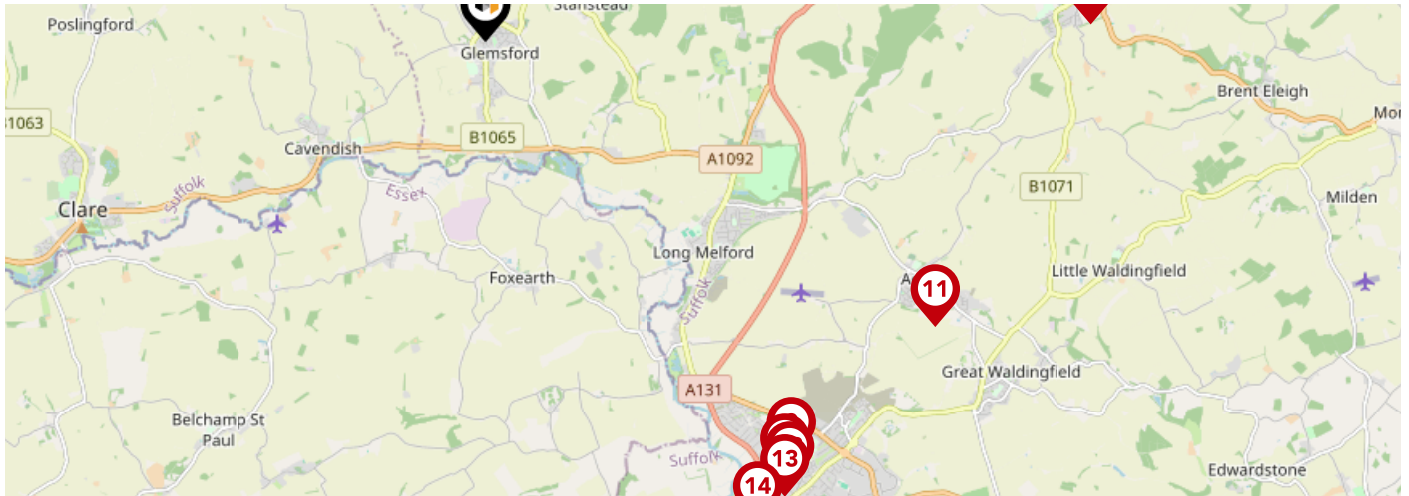 Poslingford
Stanstead
Glemsford
Brent Eleigh
B1063
B1065
Cavendish
A1092
Essex
Suffolk
B1071
Milden
Clare
Long Melford
Little Waldingfield
Foxearth
11
Suffolk
A131
Great Waldingfield
Belchamp St
Paul
Suffolk
13
14
Edwardstone